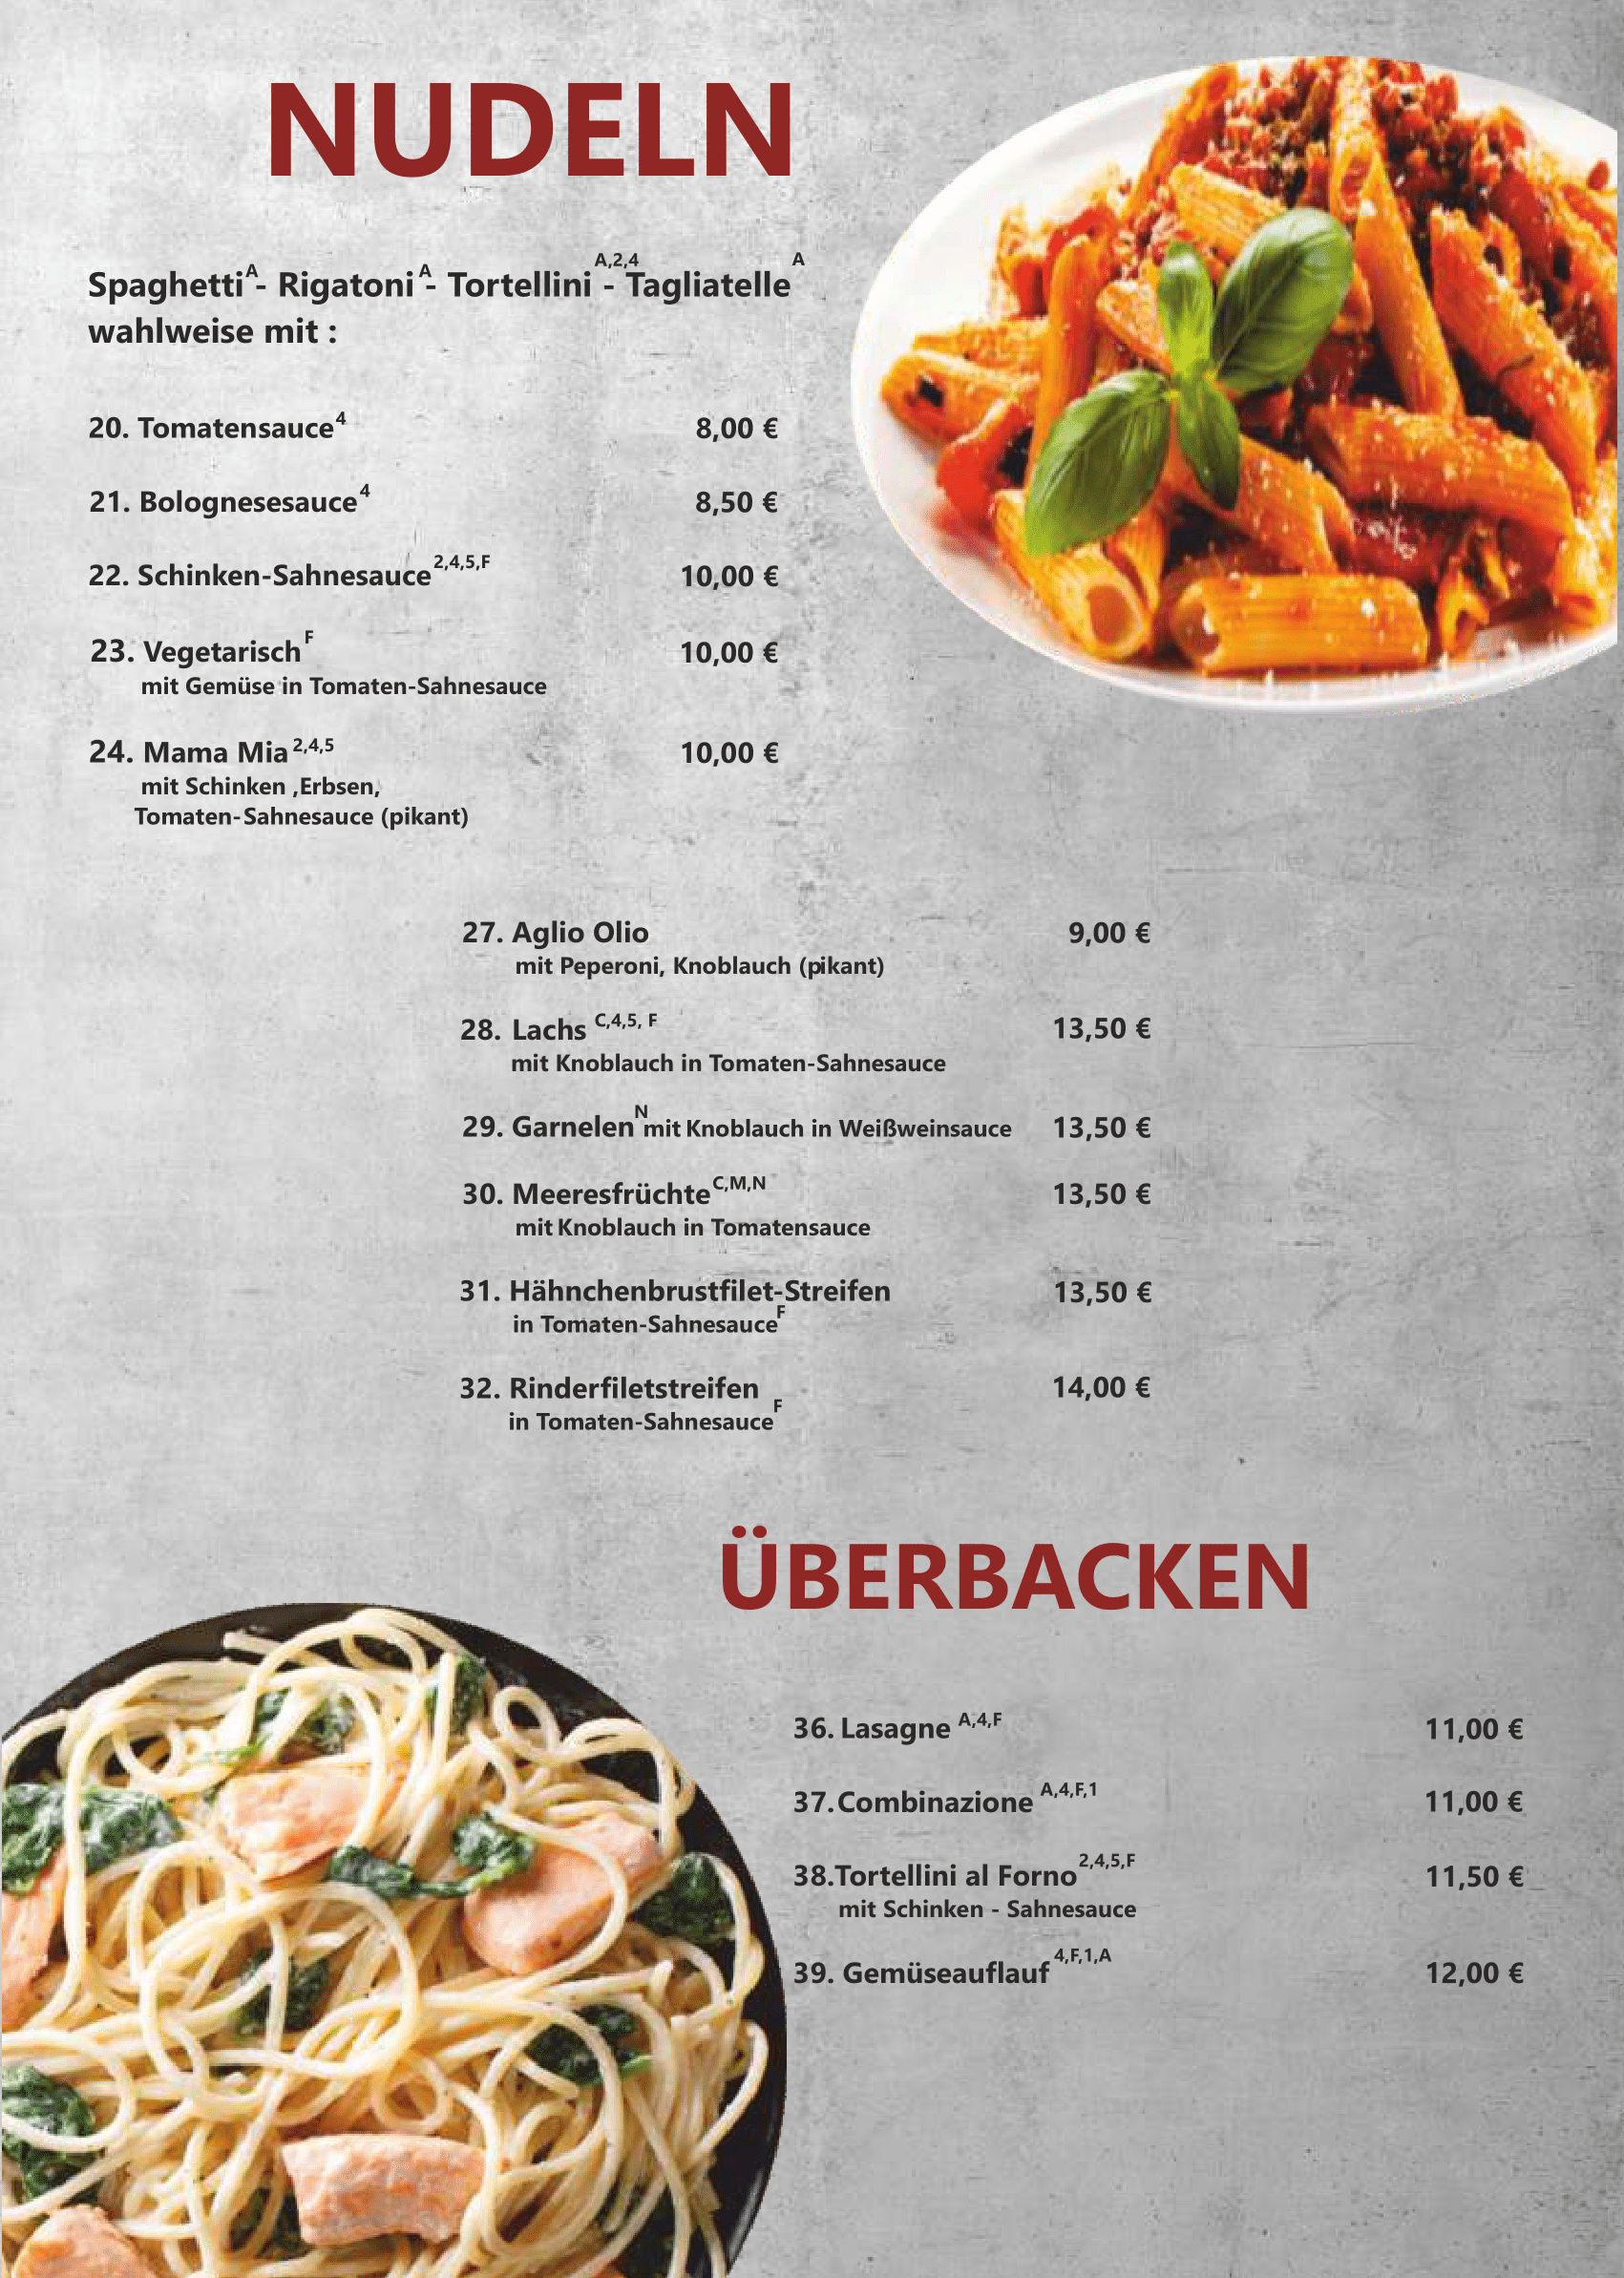 NUDELN
Spaghetti A - Rigatoni A - Tortellini A,2,4 - Tagliatelle A
wahlweise mit :
20. Tomatensauce 4 8,00 €
21. Bolognesesauce 4 8,50 €
22. Schinken-Sahnesauce 2,4,5,F 10,00 €
23. Vegetarisch F 10,00 €
mit Gemüse in Tomaten-Sahnesauce
24. Mama Mia 2,4,5 10,00 €
mit Schinken ,Erbsen,
Tomaten-Sahnesauce (pikant)
27. Aglio Olio 9,00 €
mit Peperoni, Knoblauch (pikant)
28. Lachs C,4,5, F 13,50 €
mit Knoblauch in Tomaten-Sahnesauce
29. Garnelen N mit Knoblauch in Weißweinsauce 13,50 €
30. Meeresfrüchte C,M,N 13,50 €
mit Knoblauch in Tomatensauce
31. Hähnchenbrustfilet-Streifen 13,50 €
in Tomaten-Sahnesauce F
32. Rinderfiletstreifen 14,00 €
in Tomaten-Sahnesauce F
ÜBERBACKEN
36. Lasagne A,4,F 11,00 €
37. Combinazione A,4,F,1 11,00 €
38.Tortellini al Forno 2,4,5,F 11,50 €
mit Schinken - Sahnesauce
39. Gemüseauflauf 4,F,1,A 12,00 €